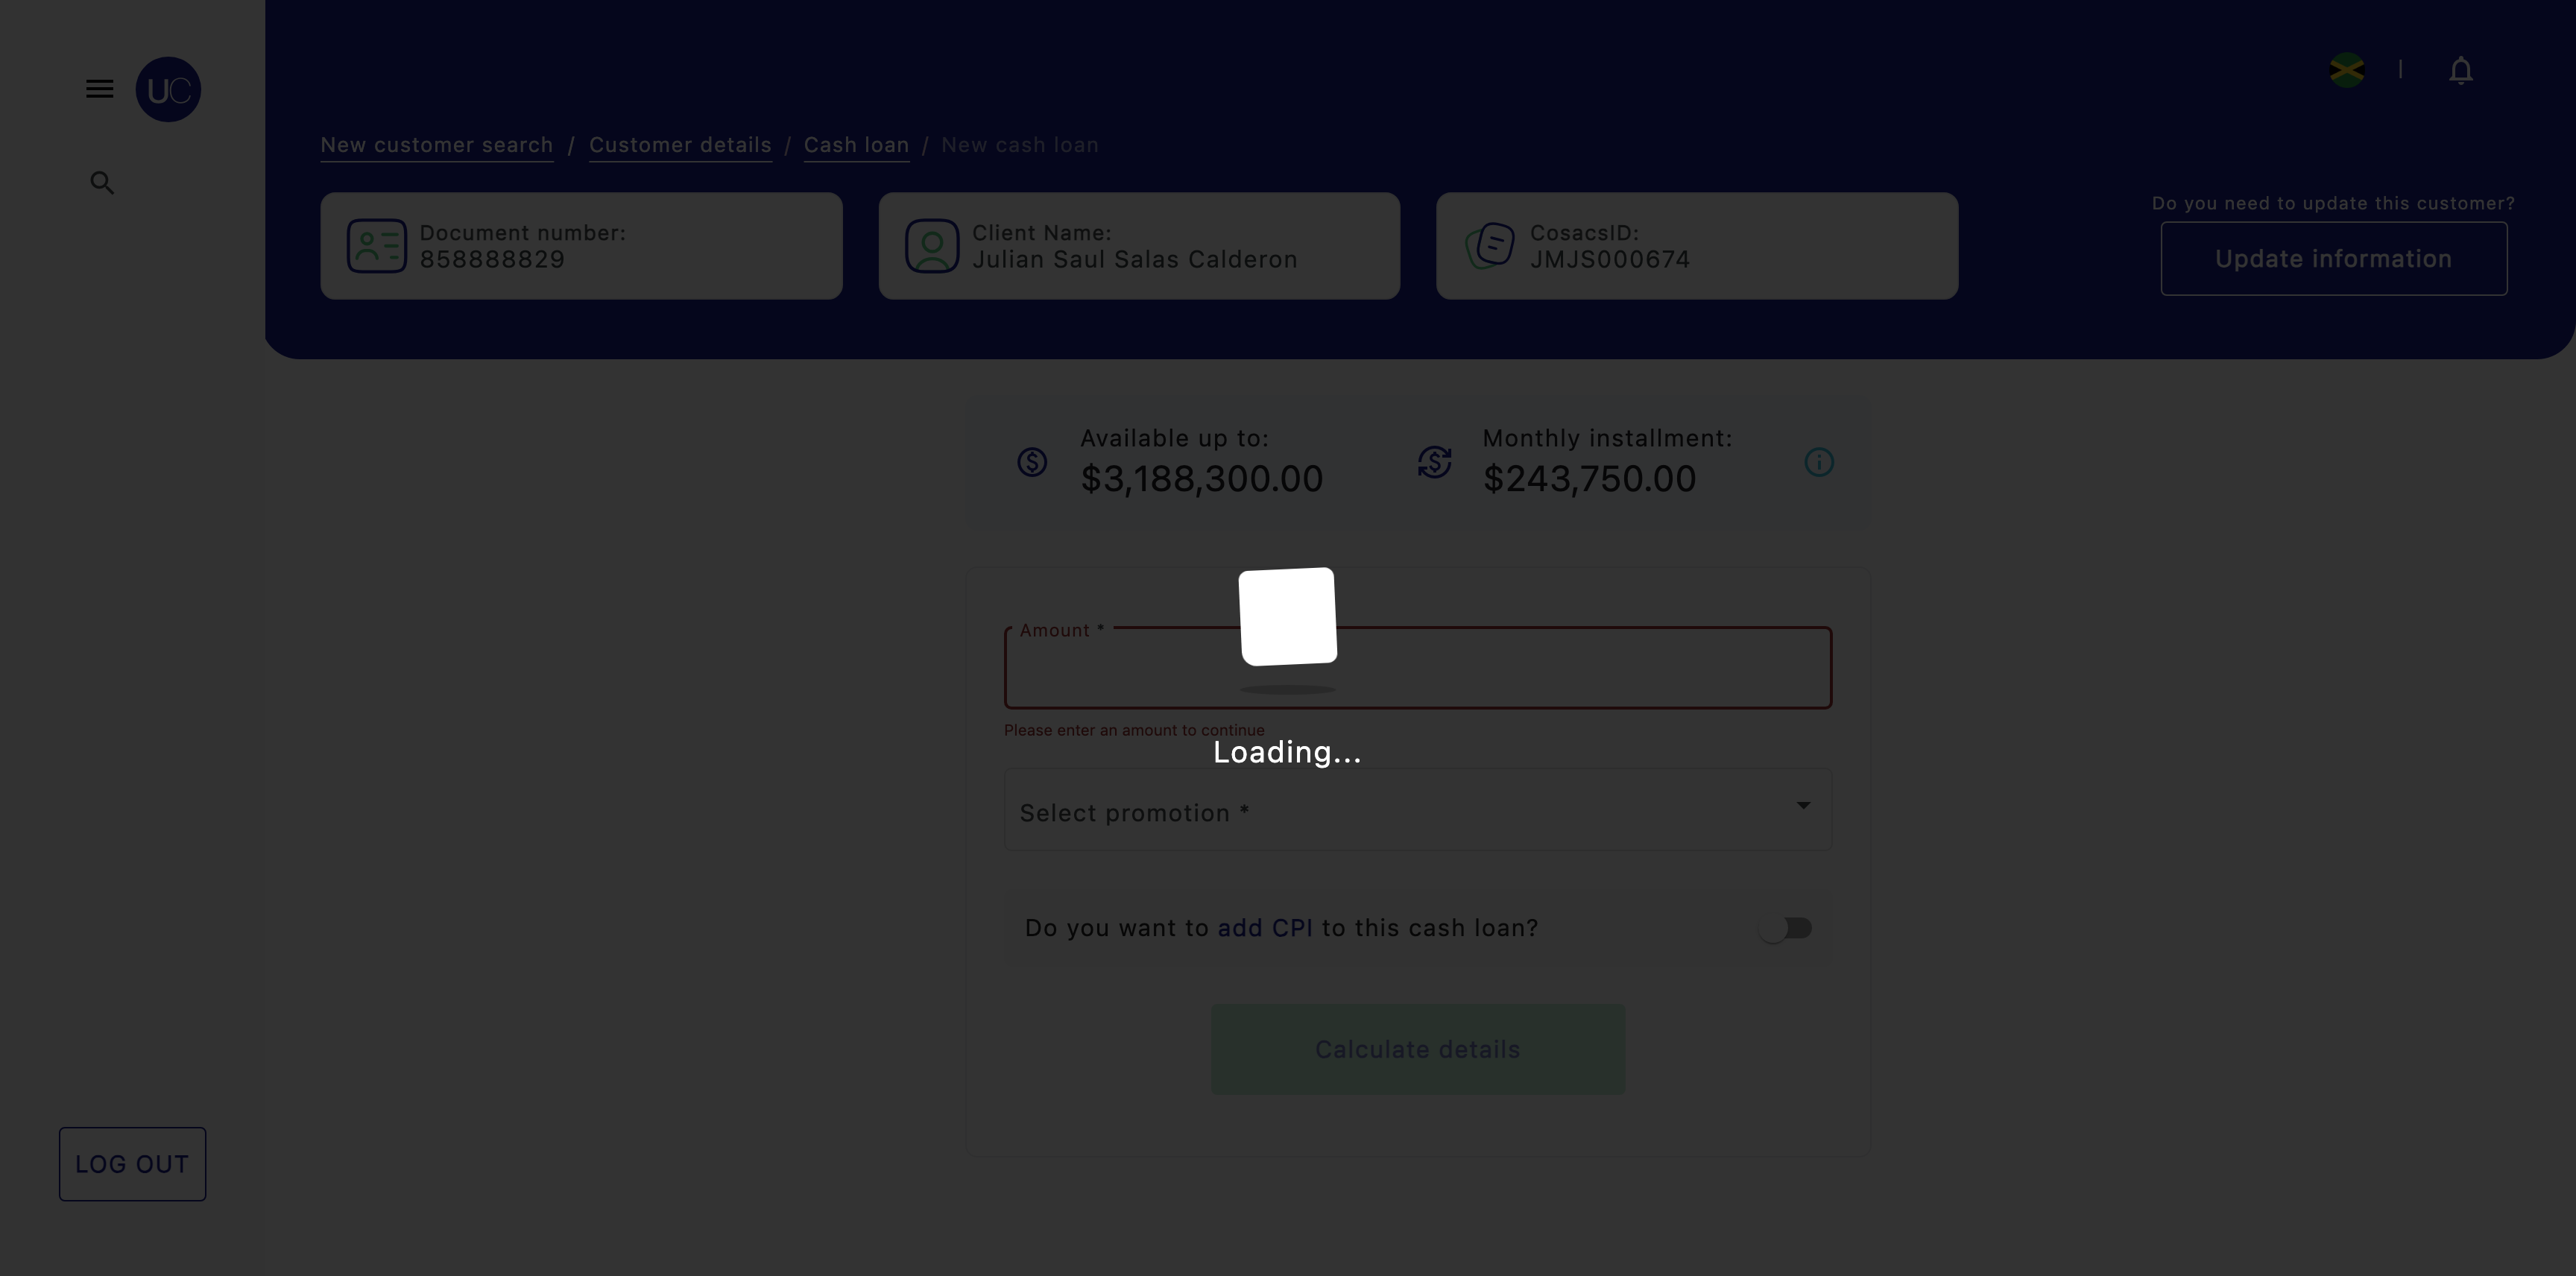 UC
New customer search / Customer details / Cash loan / New cash loan
Document number:
858888829
Client Name:
Julian Saul Salas Calderon
CosacsID:
JMJS000674
Do you need to update this customer?
Update information
Available up to:
$3,188,300.00
Monthly installment:
$243,750.00
Amount *
Please enter an amount to continue
Loading...
Select promotion *
Do you want to add CPI to this cash loan?
Calculate details
LOG OUT